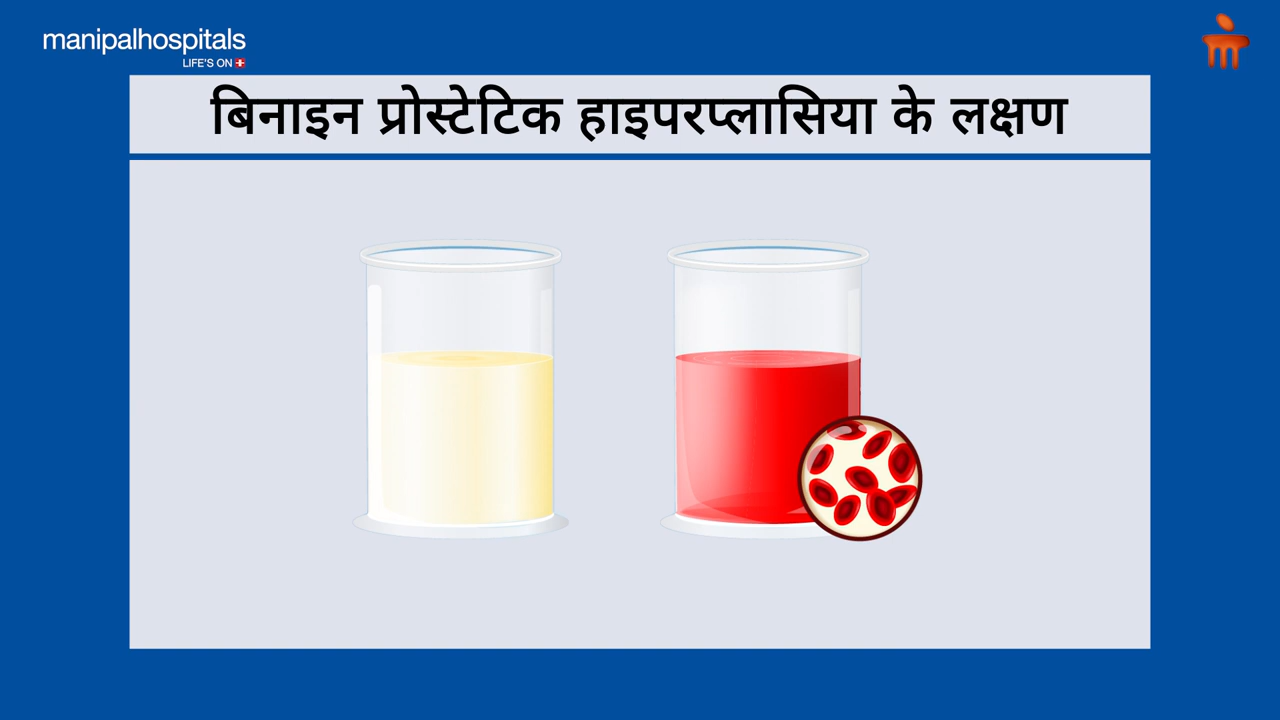 manipalhospitals
LIFE'S ON
बिनाइन प्रोस्टेटिक हाइपरप्लासिया के लक्षण